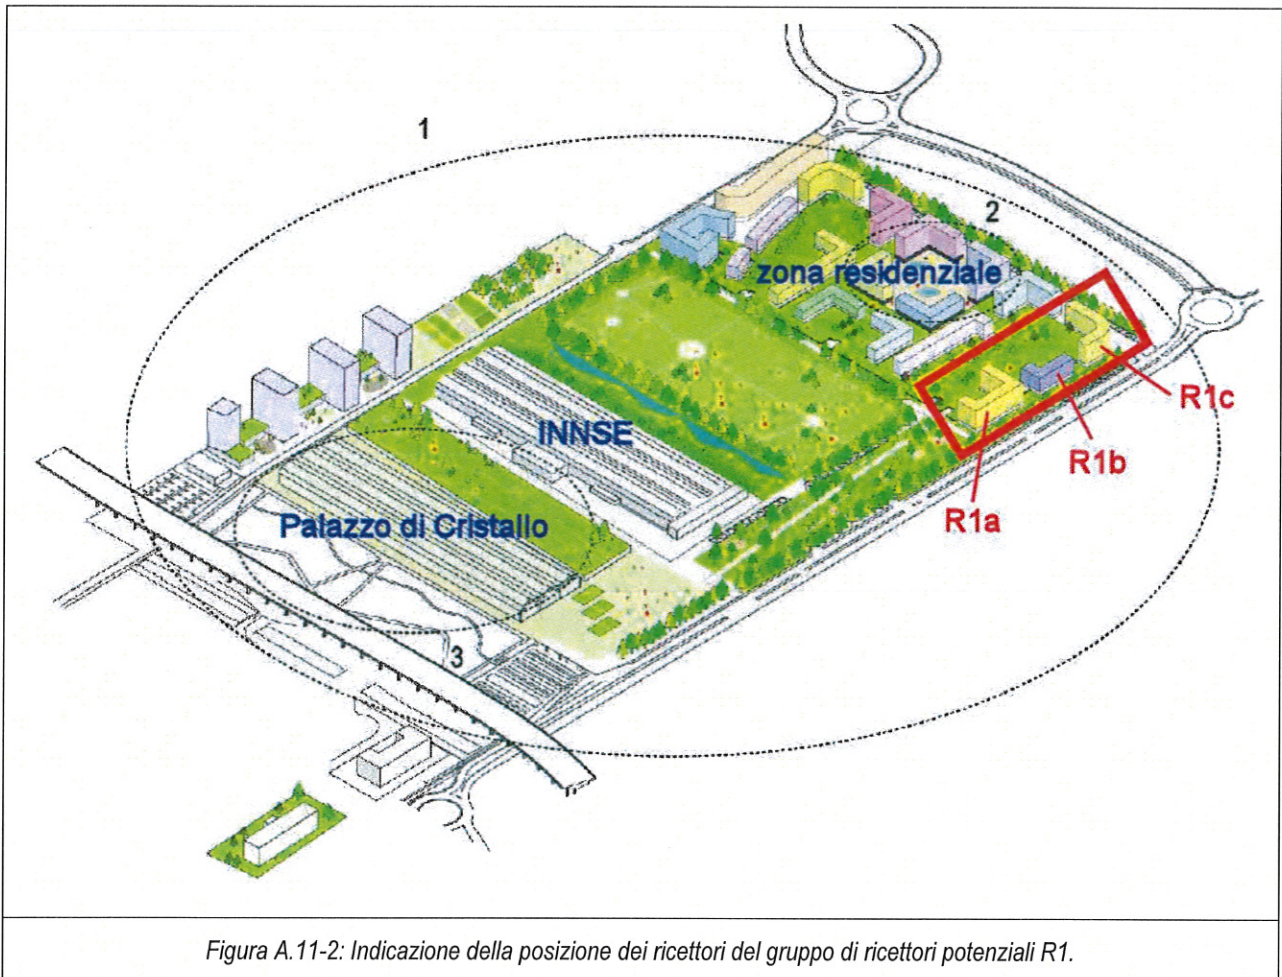 1
2
zona residenziale
R1c
INNSE
R1b
R1a
Palazzo di Cristallo
3
Figura A.11-2: Indicazione della posizione dei ricettori del gruppo di ricettori potenziali R1.